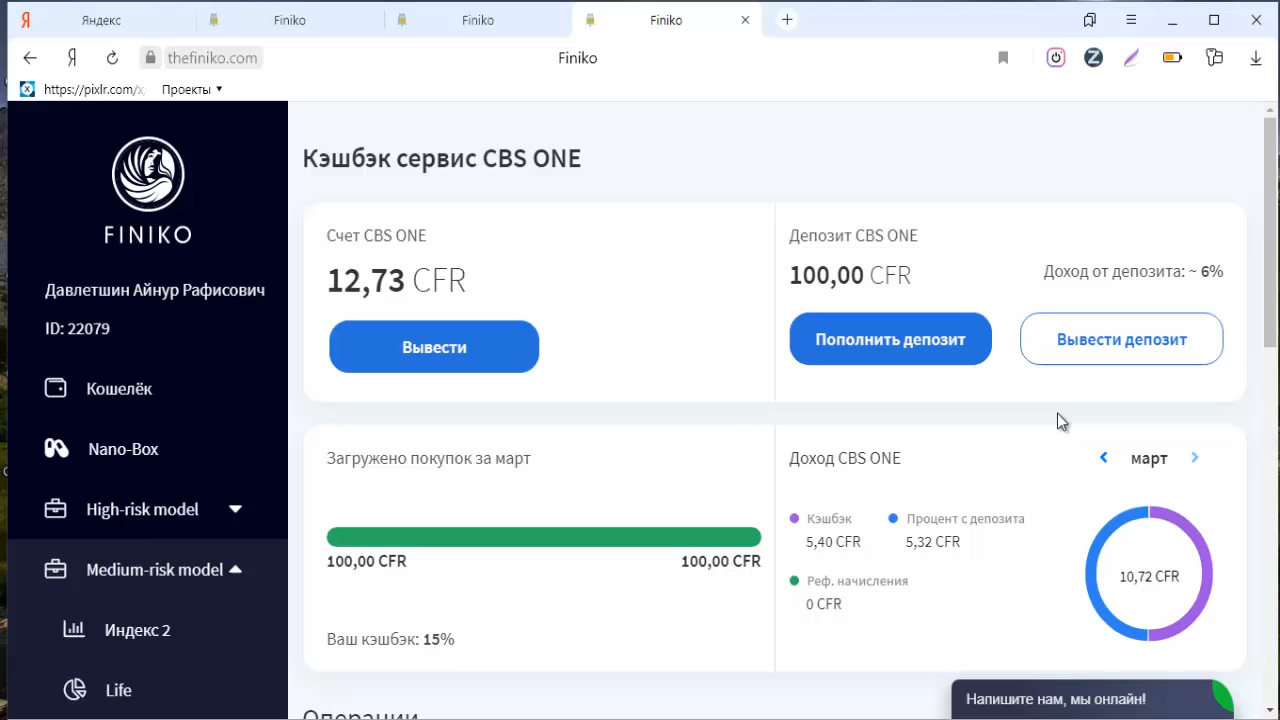 Яндекс
Finiko
Finiko
Finiko
thefiniko.com
Finiko
https://pixlr.com/x
Проекты
FINIKO
Давлетшин Айнур Рафисович
ID: 22079
Кошелёк
Nano-Box
High-risk model
Medium-risk model
Индекс 2
Life
Кэшбэк сервис CBS ONE
Счет CBS ONE
12,73 CFR
Вывести
Депозит CBS ONE
100,00 CFR
Доход от депозита: ~ 6%
Пополнить депозит
Вывести депозит
Загружено покупок за март
100,00 CFR
100,00 CFR
Ваш кэшбек: 15%
Доход CBS ONE
март
Кэшбек
5,40 CFR
Процент с депозита
5,32 CFR
Реф. начисления
0 CFR
10,72 CFR
Операции
Напишите нам, мы онлайн!